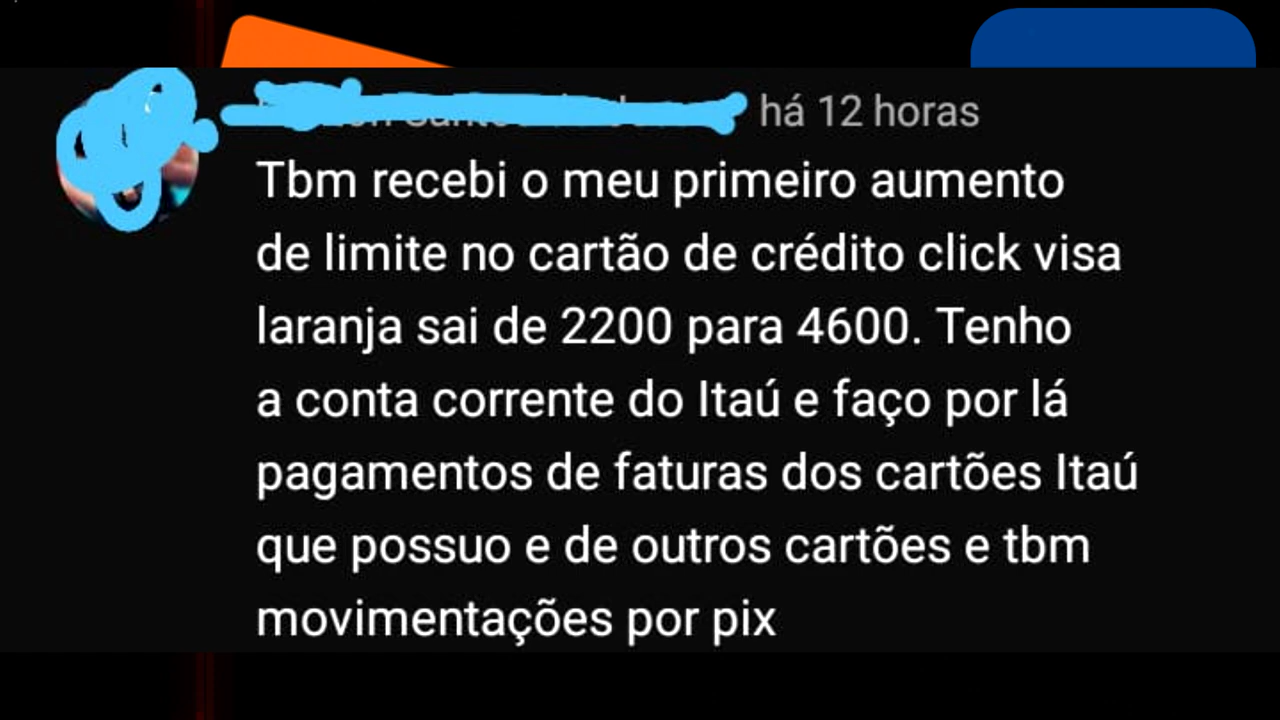 há 12 horas
Tbm recebi o meu primeiro aumento
de limite no cartão de crédito click visa
laranja sai de 2200 para 4600. Tenho
a conta corrente do Itaú e faço por lá
pagamentos de faturas dos cartões Itaú
que possuo e de outros cartões e tbm
movimentações por pix